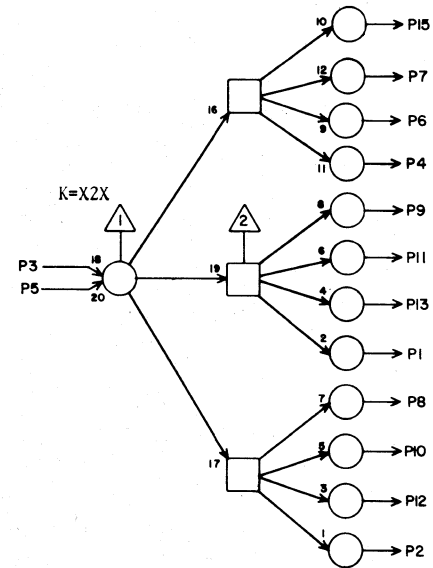 10 P15
12 P7
16 9 P6
11 P4
K=X2X
1 2 8 P9
P3 18 19 6 P11
P5 20 4 P13
2 P1
7 P8
17 5 P10
3 P12
1 P2